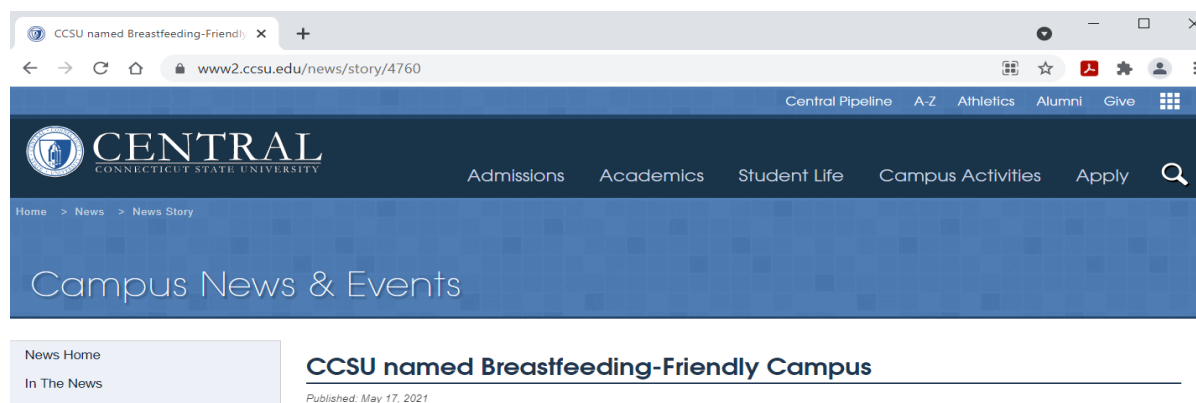 CCSU named Breastfeeding-Friendly
www2.ccsu.edu/news/story/4760
Central Pipeline A-Z Athletics Alumni Give
CENTRAL
CONNECTICUT STATE UNIVERSITY
Admissions Academics Student Life Campus Activities Apply
Home > News > News Story
Campus News & Events
News Home
In The News
CCSU named Breastfeeding-Friendly Campus
Published: May 17, 2021